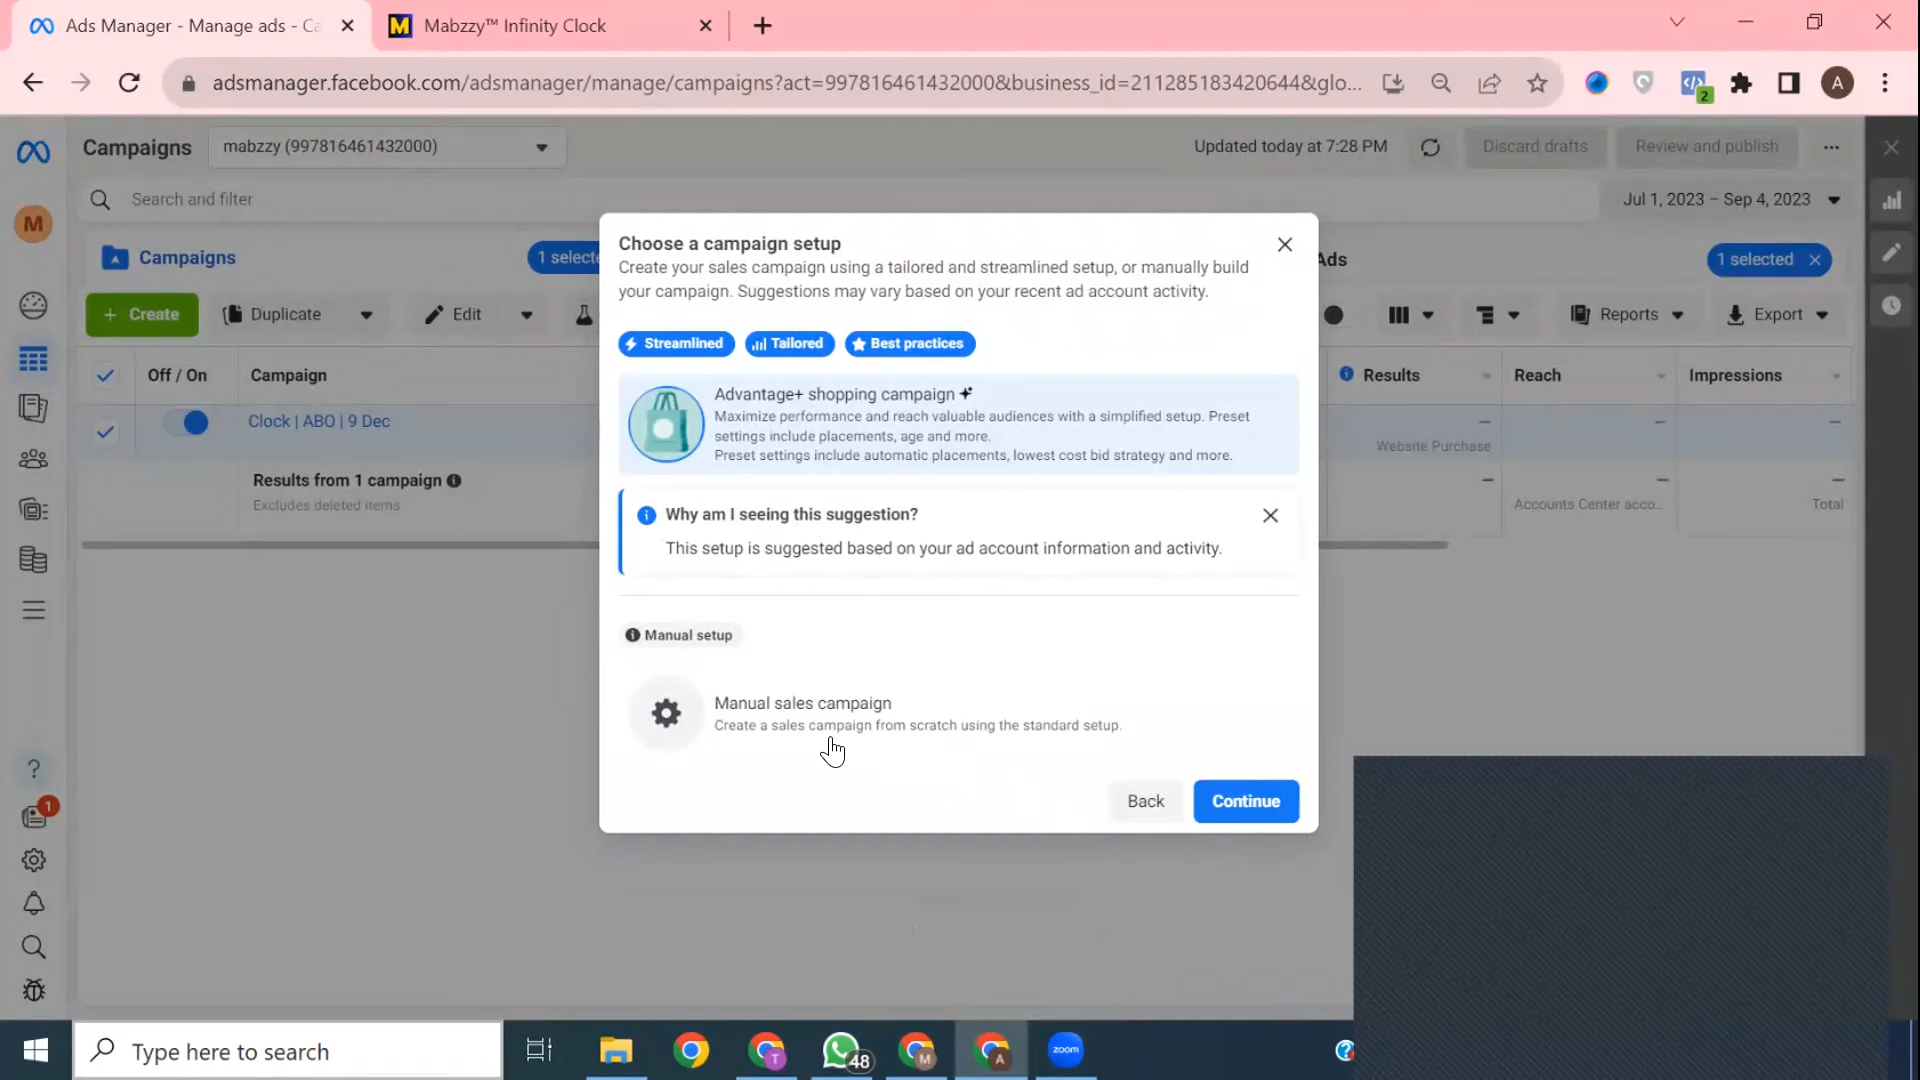 Ads Manager - Manage ads - Ca
Mabzzy™ Infinity Clock
adsmanager.facebook.com/adsmanager/manage/campaigns?act=997816461432000&business_id=211285183420644&glo...
2
A
Campaigns
mabzzy (997816461432000)
Updated today at 7:28 PM
Discard drafts
Review and publish
M
Search and filter
Jul 1, 2023 – Sep 4, 2023
Campaigns
1 selecte
Ads
1 selected
+ Create
Duplicate
Edit
Reports
Export
Off / On
Campaign
Results
Reach
Impressions
Clock | ABO | 9 Dec
Website Purchase
Results from 1 campaign
Excludes deleted items
Accounts Center acco...
Total
Choose a campaign setup
Create your sales campaign using a tailored and streamlined setup, or manually build
your campaign. Suggestions may vary based on your recent ad account activity.
Streamlined
Tailored
Best practices
Advantage+ shopping campaign
Maximize performance and reach valuable audiences with a simplified setup. Preset
settings include placements, age and more.
Preset settings include automatic placements, lowest cost bid strategy and more.
Why am I seeing this suggestion?
This setup is suggested based on your ad account information and activity.
Manual setup
Manual sales campaign
Create a sales campaign from scratch using the standard setup.
Back
Continue
1
Type here to search
T
48
M
A
zoom